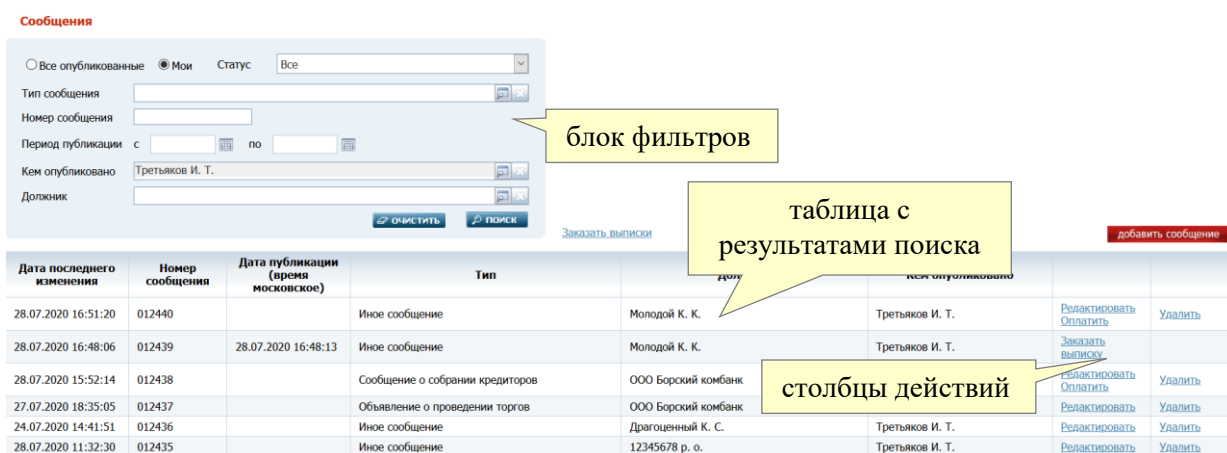 Сообщения
Все опубликованные Мои Статус Все
Тип сообщения
Номер сообщения
Период публикации с по
Кем опубликовано Третьяков И. Т.
Должник
очистить поиск
блок фильтров
Заказать выписки
таблица с
результатами поиска
добавить сообщение
Дата последнего
изменения
Номер
сообщения
Дата публикации
(время
московское)
Тип
Кем опубликовано
28.07.2020 16:51:20 012440 Иное сообщение Молодой К. К. Третьяков И. Т. Редактировать Удалить
Оплатить
28.07.2020 16:48:06 012439 28.07.2020 16:48:13 Иное сообщение Молодой К. К. Третьяков И. Т. Заказать
выписку
28.07.2020 15:52:14 012438 Сообщение о собрании кредиторов ООО Борский комбанк Редактировать Удалить
Оплатить
столбцы действий
27.07.2020 18:35:05 012437 Объявление о проведении торгов ООО Борский комбанк Редактировать Удалить
24.07.2020 14:41:51 012436 Иное сообщение Драгоценный К. С. Третьяков И. Т. Редактировать Удалить
28.07.2020 11:32:30 012435 Иное сообщение 12345678 р. о. Третьяков И. Т. Редактировать Удалить